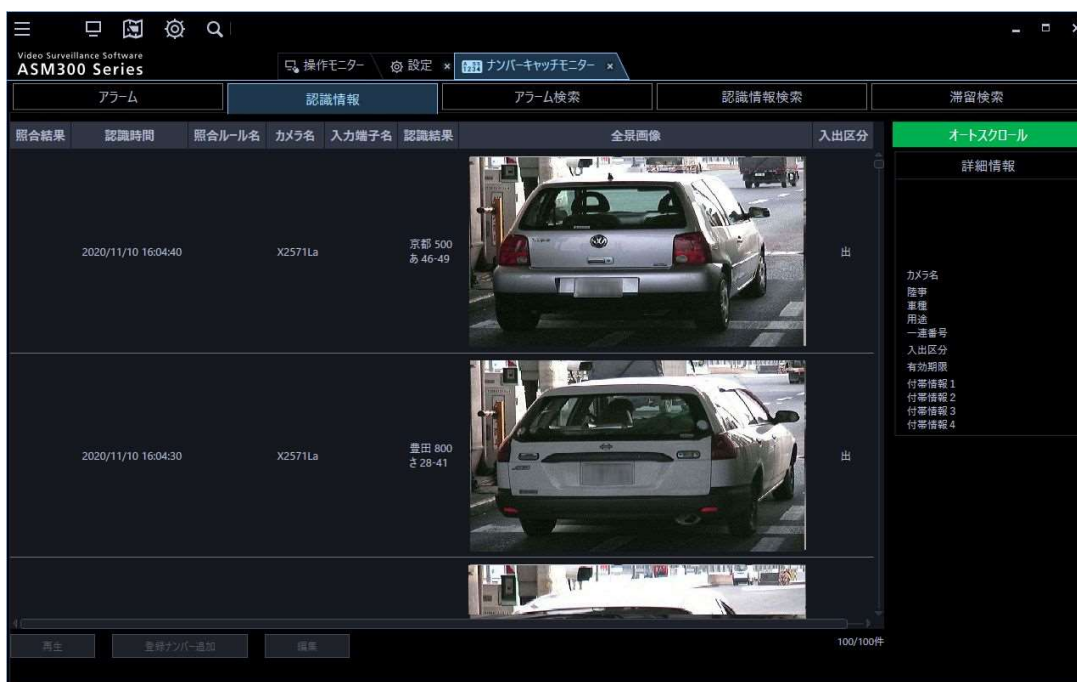 Video Surveillance Software
ASM300 Series
操作モニター
設定 ×
ナンバーキャッチモニター ×
アラーム
認識情報
アラーム検索
認識情報検索
滞留検索
照合結果 認識時間 照合ルール名 カメラ名 入力端子名 認識結果 全景画像 入出区分
オートスクロール
詳細情報
2020/11/10 16:04:40 X2571La 京都 500
あ 46-49
出
カメラ名
陸事
車種
用途
一連番号
入出区分
有効期限
付帯情報 1
付帯情報 2
付帯情報 3
付帯情報 4
2020/11/10 16:04:30 X2571La 豊田 800
さ 28-41
出
再生
登録ナンバー追加
編集
100/100件